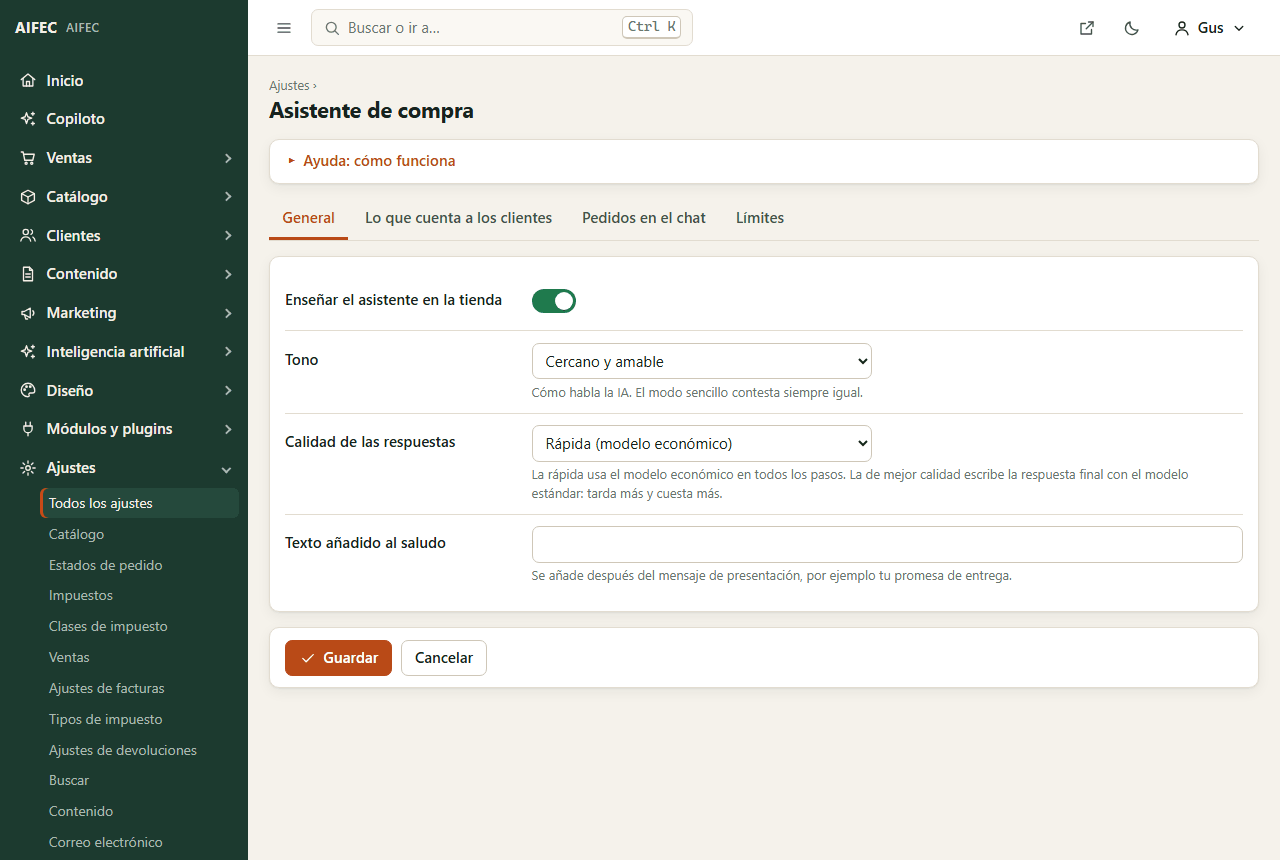 AIFEC AIFEC
Inicio
Copiloto
Ventas
Catálogo
Clientes
Contenido
Marketing
Inteligencia artificial
Diseño
Módulos y plugins
Ajustes
Todos los ajustes
Catálogo
Estados de pedido
Impuestos
Clases de impuesto
Ventas
Ajustes de facturas
Tipos de impuesto
Ajustes de devoluciones
Buscar
Contenido
Correo electrónico
Buscar o ir a...
Ctrl K
Gus
Ajustes ›
Asistente de compra
Ayuda: cómo funciona
General
Lo que cuenta a los clientes
Pedidos en el chat
Límites
Enseñar el asistente en la tienda
Tono
Cercano y amable
Cómo habla la IA. El modo sencillo contesta siempre igual.
Calidad de las respuestas
Rápida (modelo económico)
La rápida usa el modelo económico en todos los pasos. La de mejor calidad escribe la respuesta final con el modelo
estándar: tarda más y cuesta más.
Texto añadido al saludo
Se añade después del mensaje de presentación, por ejemplo tu promesa de entrega.
Guardar
Cancelar